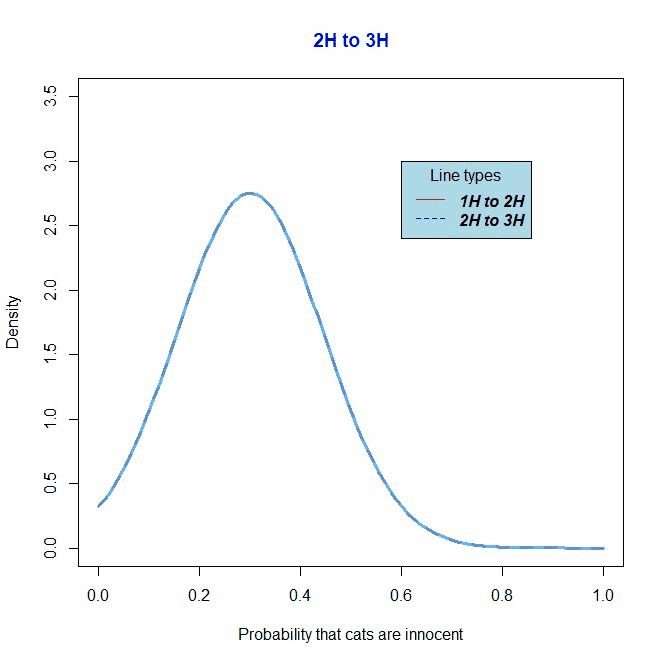 2H to 3H
3.5
3.0
2.5
2.0
1.5
1.0
0.5
0.0
Density
Line types
1H to 2H
2H to 3H
0.0 0.2 0.4 0.6 0.8 1.0
Probability that cats are innocent